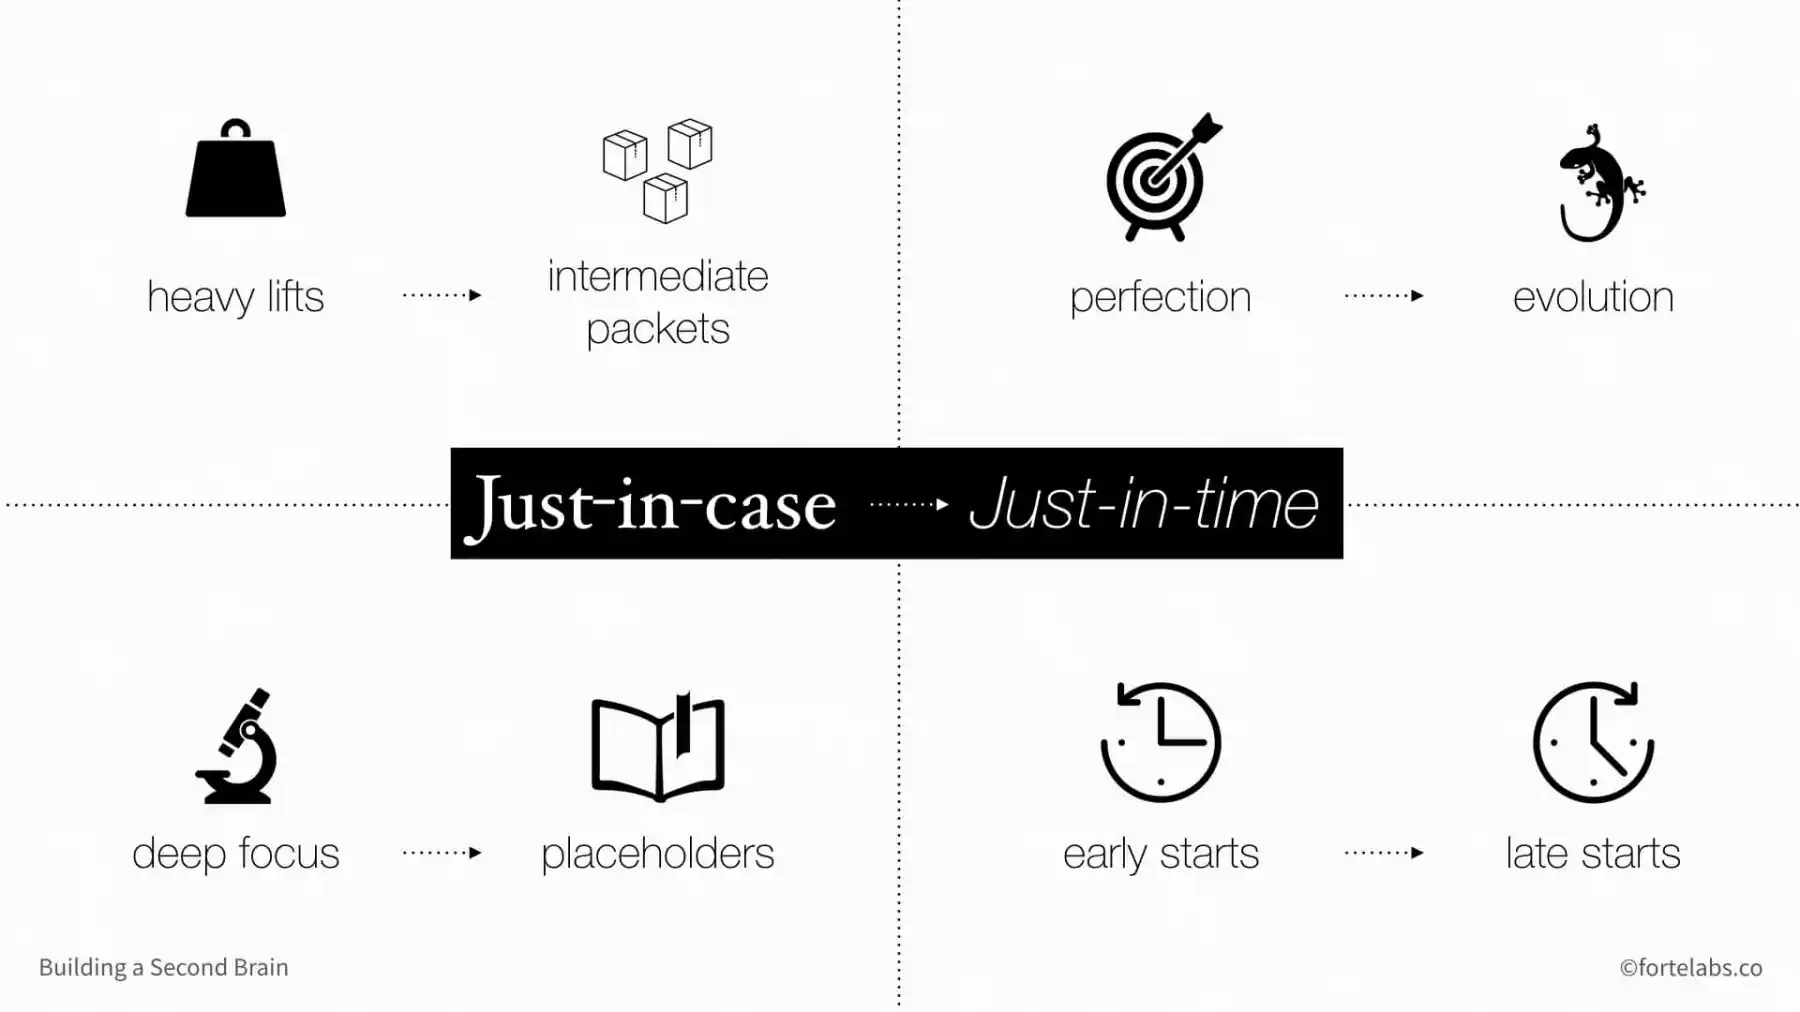 heavy lifts
intermediate
packets
perfection
evolution
Just-in-case
Just-in-time
deep focus
placeholders
early starts
late starts
Building a Second Brain
©fortelabs.co